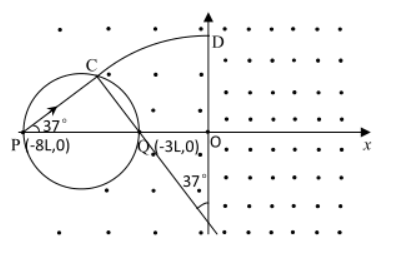 D
C
37°
P (-8L,0)
Q (-3L,0)
O
x
37°